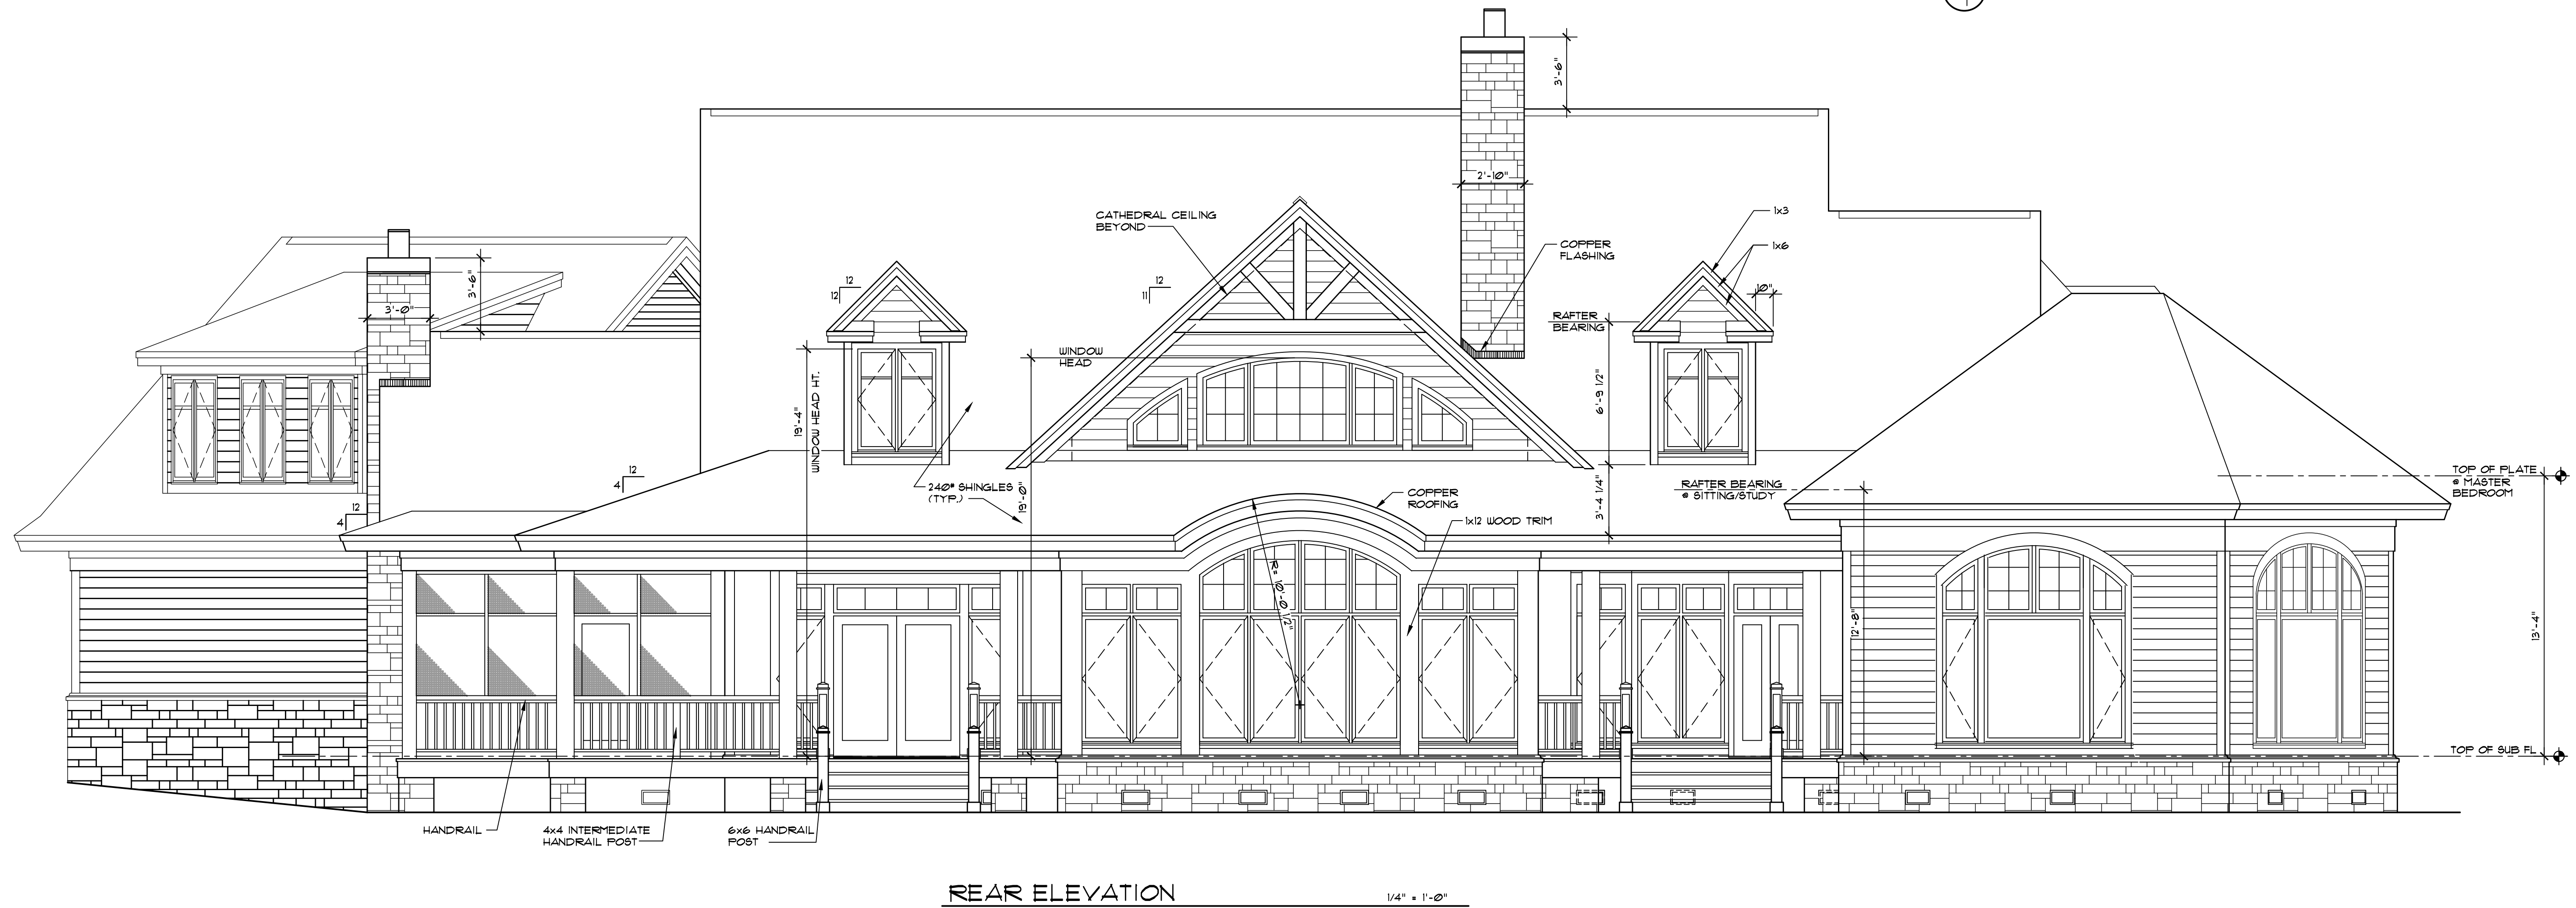 3'-6"
2'-10"
CATHEDRAL CEILING
BEYOND
1x3
1x6
COPPER
FLASHING
3'-6"
3'-0"
12
12
12
11
10"
RAFTER
BEARING
WINDOW
HEAD
19'-4"
WINDOW HEAD HT.
19'-0"
6'-9 1/2"
12
4
12
4
240# SHINGLES
(TYP.)
COPPER
ROOFING
1x12 WOOD TRIM
3'-4 1/4"
RAFTER BEARING
@ SITTING/STUDY
TOP OF PLATE
@ MASTER
BEDROOM
R= 10'-0 1/2"
12'-8"
13'-4"
TOP OF SUB FL
HANDRAIL
4x4 INTERMEDIATE
HANDRAIL POST
6x6 HANDRAIL
POST
REAR ELEVATION
1/4" = 1'-0"